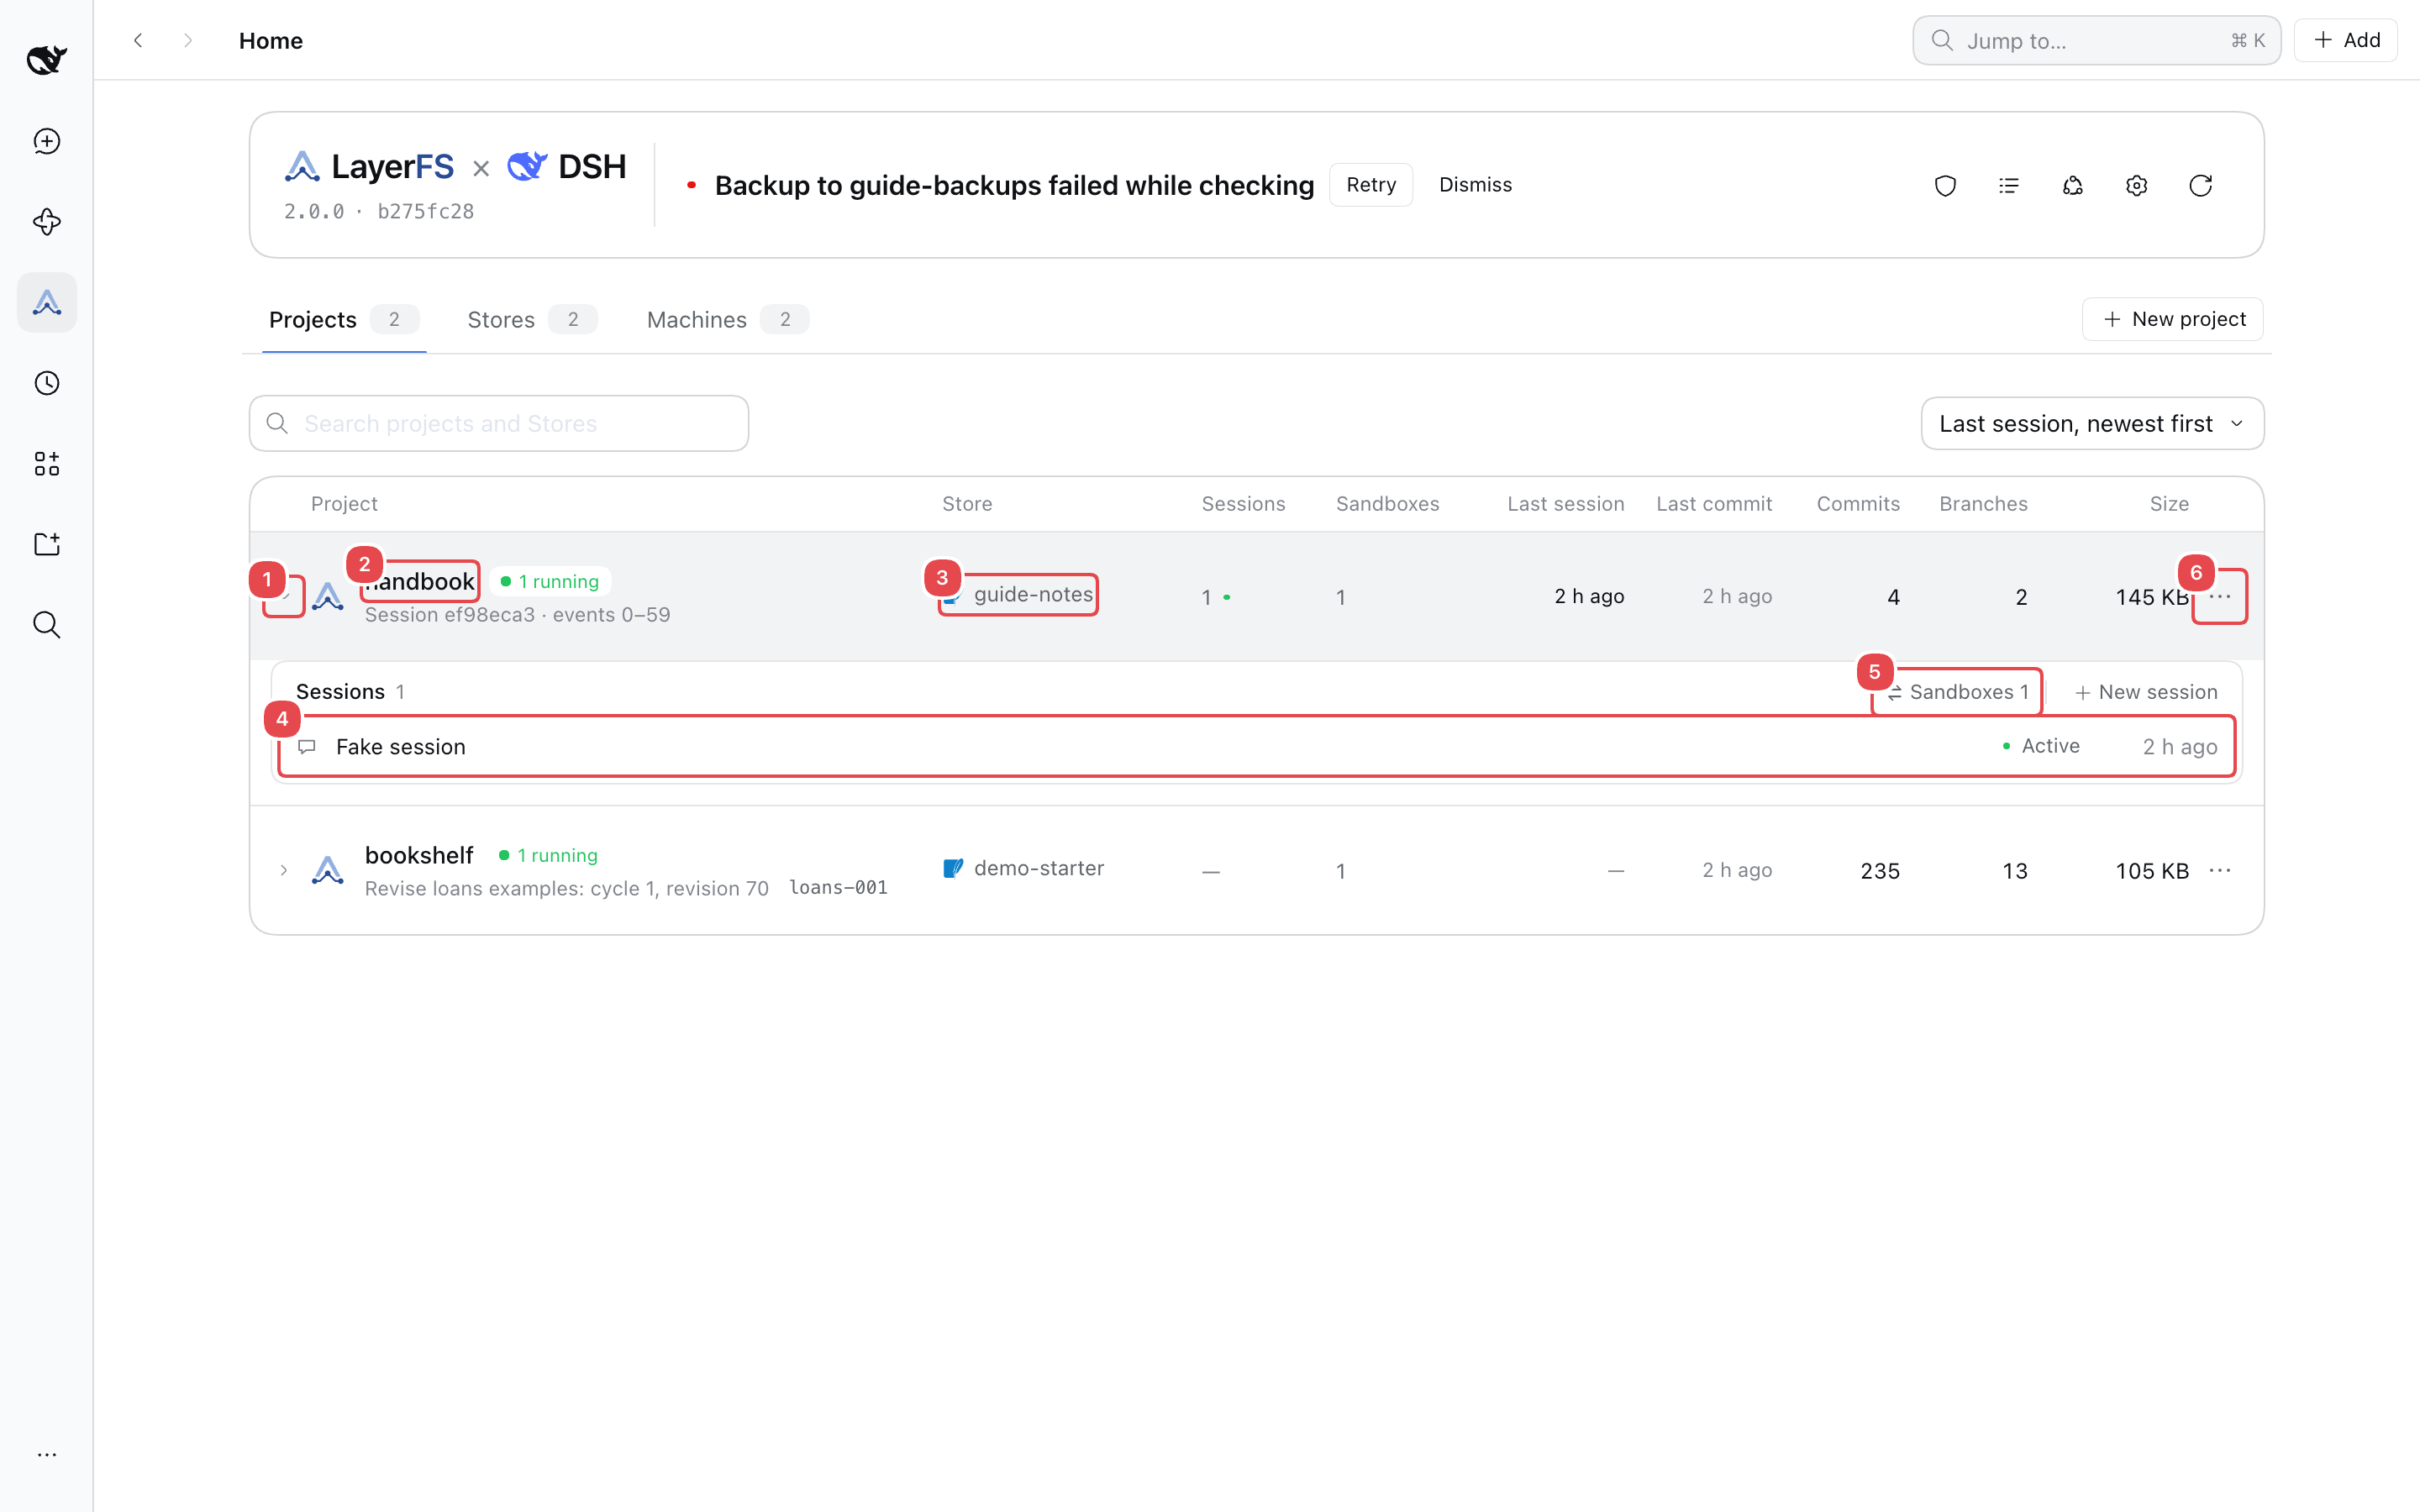 Home
Jump to...
⌘ K
Add
LayerFS × DSH
2.0.0 · b275fc28
Backup to guide-backups failed while checking
Retry
Dismiss
Projects 2
Stores 2
Machines 2
New project
Search projects and Stores
Last session, newest first
Project
Store
Sessions
Sandboxes
Last session
Last commit
Commits
Branches
Size
1
2
handbook
1 running
Session ef98eca3 · events 0–59
3
guide-notes
1
1
2 h ago
2 h ago
4
2
145 KB
6
Sessions 1
5
Sandboxes 1
New session
4
Fake session
Active
2 h ago
bookshelf
1 running
Revise loans examples: cycle 1, revision 70
loans-001
demo-starter
—
1
—
2 h ago
235
13
105 KB